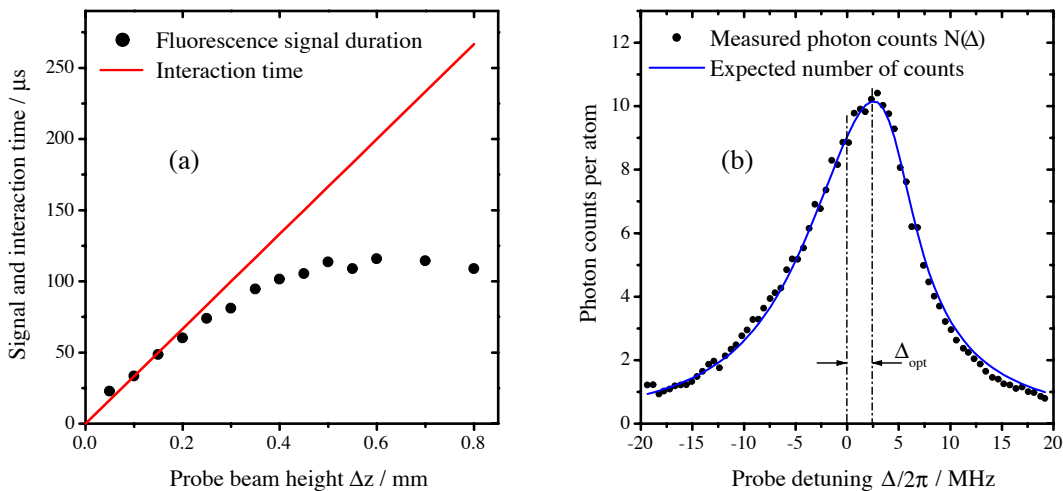 Fluorescence signal duration
Interaction time
(a)
Signal and interaction time / μs
250
200
150
100
50
0
0.0 0.2 0.4 0.6 0.8
Probe beam height Δz / mm
Measured photon counts N(Δ)
Expected number of counts
(b)
Photon counts per atom
12
10
8
6
4
2
0
Δopt
-20 -15 -10 -5 0 5 10 15 20
Probe detuning Δ/2π / MHz